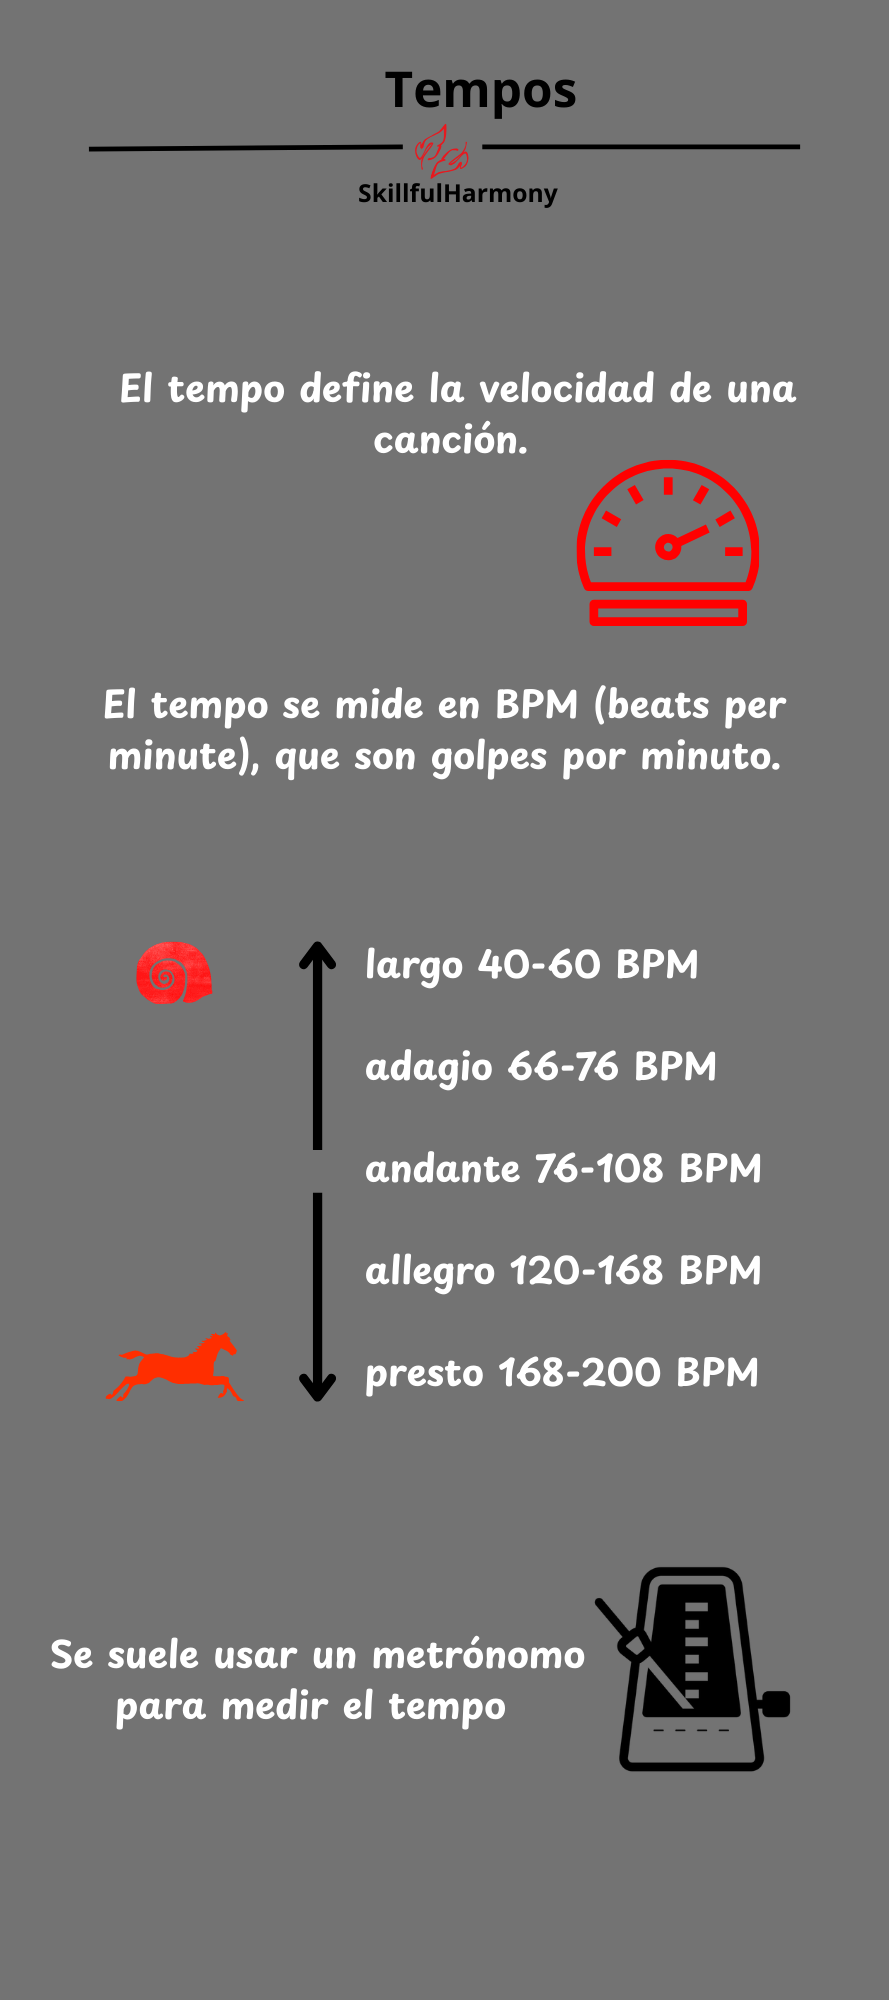 Tempos
SkillfulHarmony
El tempo define la velocidad de una
canción.
El tempo se mide en BPM (beats per
minute), que son golpes por minuto.
largo 40-60 BPM
adagio 66-76 BPM
andante 76-108 BPM
allegro 120-168 BPM
presto 168-200 BPM
Se suele usar un metrónomo
para medir el tempo